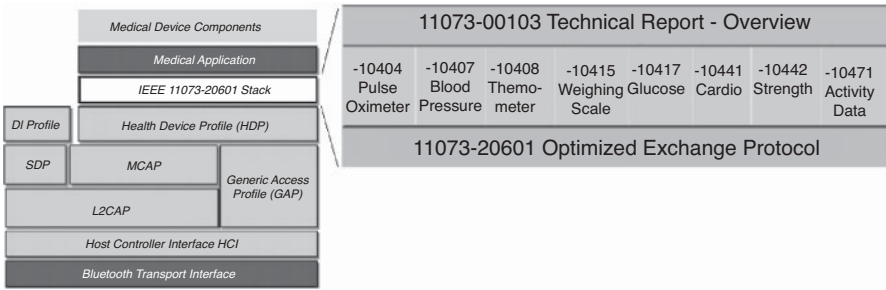 Medical Device Components
Medical Application
IEEE 11073-20601 Stack
DI Profile
Health Device Profile (HDP)
SDP
MCAP
Generic Access
Profile (GAP)
L2CAP
Host Controller Interface HCI
Bluetooth Transport Interface
11073-00103 Technical Report - Overview
-10404
Pulse
Oximeter
-10407
Blood
Pressure
-10408
Thermo-
meter
-10415
Weighing
Scale
-10417
Glucose
-10441
Cardio
-10442
Strength
-10471
Activity
Data
11073-20601 Optimized Exchange Protocol